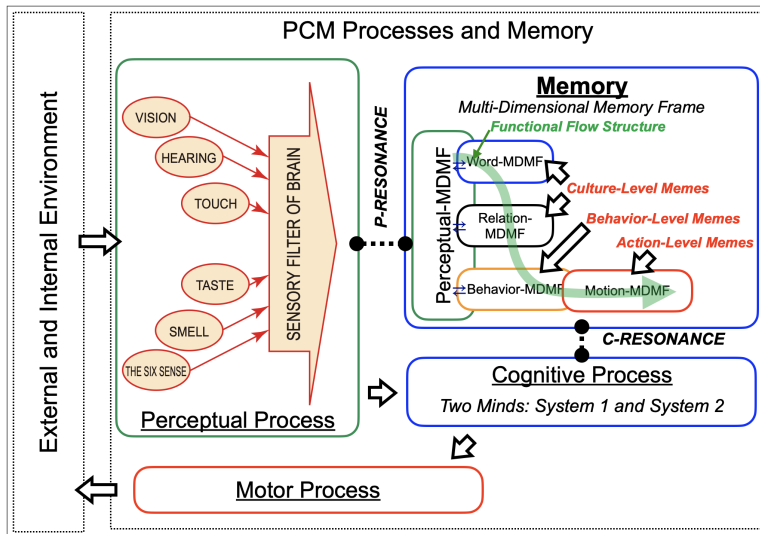 PCM Processes and Memory
External and Internal Environment
VISION
HEARING
TOUCH
TASTE
SMELL
THE SIX SENSE
SENSORY FILTER OF BRAIN
Perceptual Process
P-RESONANCE
Memory
Multi-Dimensional Memory Frame
Functional Flow Structure
Perceptual-MDMF
Word-MDMF
Culture-Level Memes
Relation-
MDMF
Behavior-Level Memes
Action-Level Memes
Behavior-MDMF
Motion-MDMF
C-RESONANCE
Cognitive Process
Two Minds: System 1 and System 2
Motor Process